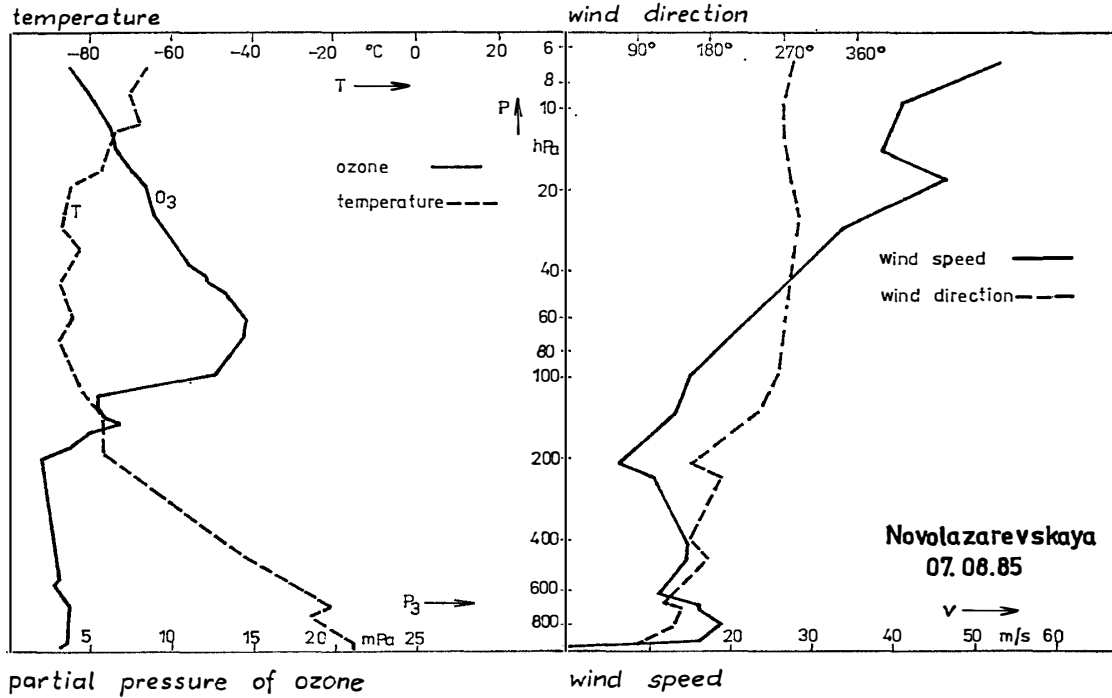 temperature
-80 -60 -40 -20 °C 0 20
T
ozone
temperature
O3
T
P3
5 10 15 20 mPa 25
partial pressure of ozone
wind direction
90° 180° 270° 360°
6
8
P
10
hPa
20
40
60
80
100
200
400
600
800
wind speed
wind direction
Novolazarevskaya
07.08.85
v
20 30 40 50 m/s 60
wind speed